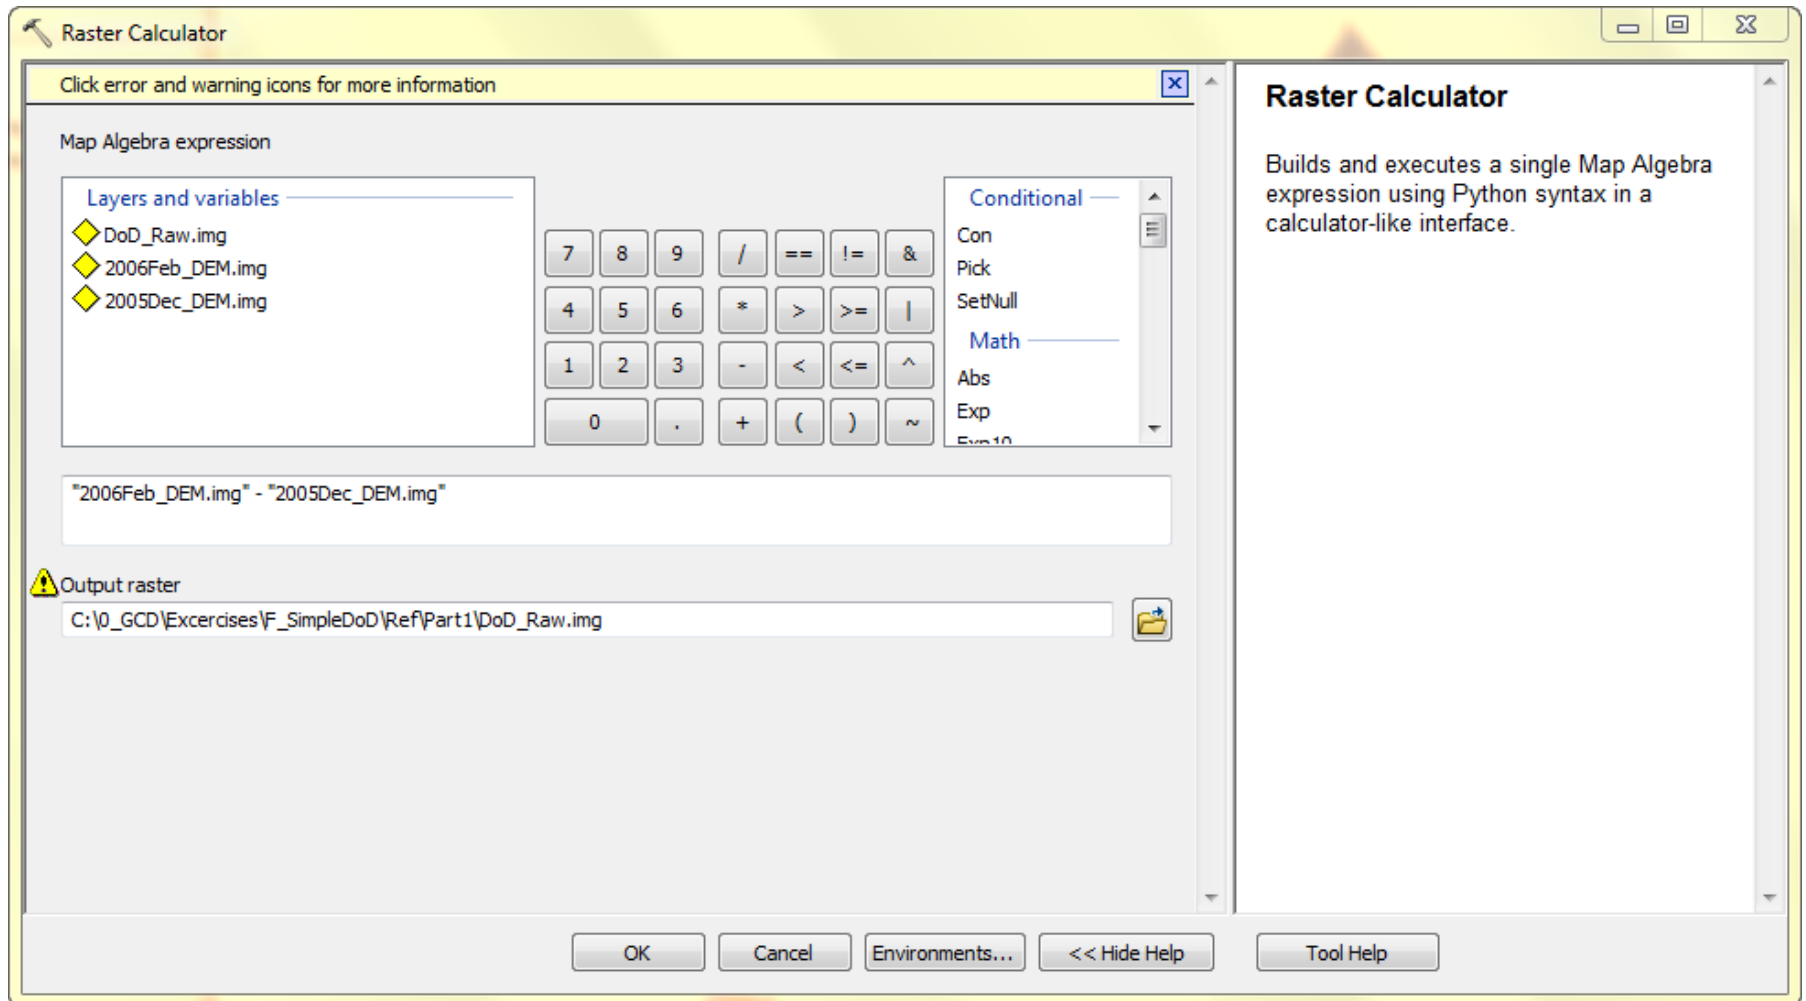 Raster Calculator
Click error and warning icons for more information
Map Algebra expression
Layers and variables
DoD_Raw.img
2006Feb_DEM.img
2005Dec_DEM.img
7 8 9 / == != &
4 5 6 * > >= |
1 2 3 - < <= ^
0 . + ( ) ~
Conditional
Con
Pick
SetNull
Math
Abs
Exp
Exp10
"2006Feb_DEM.img" - "2005Dec_DEM.img"
Output raster
C:\0_GCD\Excercises\F_SimpleDoD\Ref\Part1\DoD_Raw.img
OK
Cancel
Environments...
<< Hide Help
Raster Calculator
Builds and executes a single Map Algebra
expression using Python syntax in a
calculator-like interface.
Tool Help